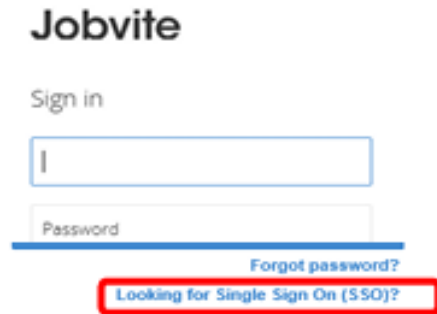 Jobvite
Sign in
Password
Forgot password?
Looking for Single Sign On (SSO)?